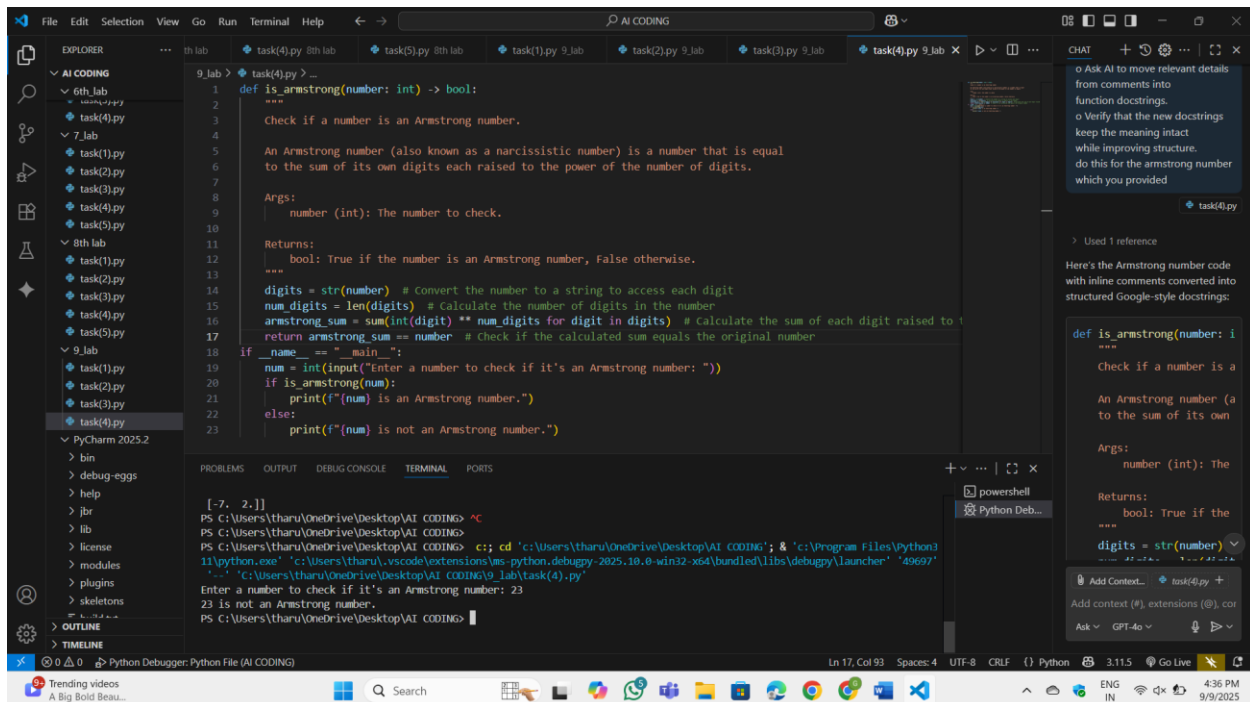 File Edit Selection View Go Run Terminal Help
AI CODING
EXPLORER
AI CODING
6th_lab
task(4).py
7_lab
task(1).py
task(2).py
task(3).py
task(4).py
task(5).py
8th lab
task(1).py
task(2).py
task(3).py
task(4).py
task(5).py
9_lab
task(1).py
task(2).py
task(3).py
task(4).py
PyCharm 2025.2
bin
debug-eggs
help
jbr
lib
license
modules
plugins
skeletons
OUTLINE
TIMELINE
th lab task(4).py 8th lab task(5).py 8th lab task(1).py 9_lab task(2).py 9_lab task(3).py 9_lab task(4).py 9_lab
9_lab > task(4).py > ...
1 def is_armstrong(number: int) -> bool:
2 """
3 Check if a number is an Armstrong number.
4
5 An Armstrong number (also known as a narcissistic number) is a number that is equal
6 to the sum of its own digits each raised to the power of the number of digits.
7
8 Args:
9 number (int): The number to check.
10
11 Returns:
12 bool: True if the number is an Armstrong number, False otherwise.
13 """
14 digits = str(number) # Convert the number to a string to access each digit
15 num_digits = len(digits) # Calculate the number of digits in the number
16 armstrong_sum = sum(int(digit) ** num_digits for digit in digits) # Calculate the sum of each digit raised to
17 return armstrong_sum == number # Check if the calculated sum equals the original number
18 if __name__ == "__main__":
19 num = int(input("Enter a number to check if it's an Armstrong number: "))
20 if is_armstrong(num):
21 print(f"{num} is an Armstrong number.")
22 else:
23 print(f"{num} is not an Armstrong number.")
PROBLEMS OUTPUT DEBUG CONSOLE TERMINAL PORTS
[-7. 2.]]
PS C:\Users\tharu\OneDrive\Desktop\AI CODING> ^C
PS C:\Users\tharu\OneDrive\Desktop\AI CODING>
PS C:\Users\tharu\OneDrive\Desktop\AI CODING> c:; cd 'c:\Users\tharu\OneDrive\Desktop\AI CODING'; & 'c:\Program Files\Python3
11\python.exe' 'c:\Users\tharu\.vscode\extensions\ms-python.debugpy-2025.10.0-win32-x64\bundled\libs\debugpy\launcher' '49697'
'--' 'C:\Users\tharu\OneDrive\Desktop\AI CODING\9_lab\task(4).py'
Enter a number to check if it's an Armstrong number: 23
23 is not an Armstrong number.
PS C:\Users\tharu\OneDrive\Desktop\AI CODING>
powershell
Python Deb...
CHAT
o Ask AI to move relevant details
from comments into
function docstrings.
o Verify that the new docstrings
keep the meaning intact
while improving structure.
do this for the armstrong number
which you provided
task(4).py
Used 1 reference
Here's the Armstrong number code
with inline comments converted into
structured Google-style docstrings:
def is_armstrong(number: i
"""
Check if a number is a
An Armstrong number (a
to the sum of its own
Args:
number (int): The
Returns:
bool: True if the
"""
digits = str(number)
Add Context... task(4).py
Add context (#), extensions (@), cor
Ask GPT-4o
0 0 Python Debugger: Python File (AI CODING)
Ln 17, Col 93 Spaces: 4 UTF-8 CRLF {} Python 3.11.5 Go Live
9+
Trending videos
A Big Bold Beau...
Search
5
ENG
IN
4:36 PM
9/9/2025